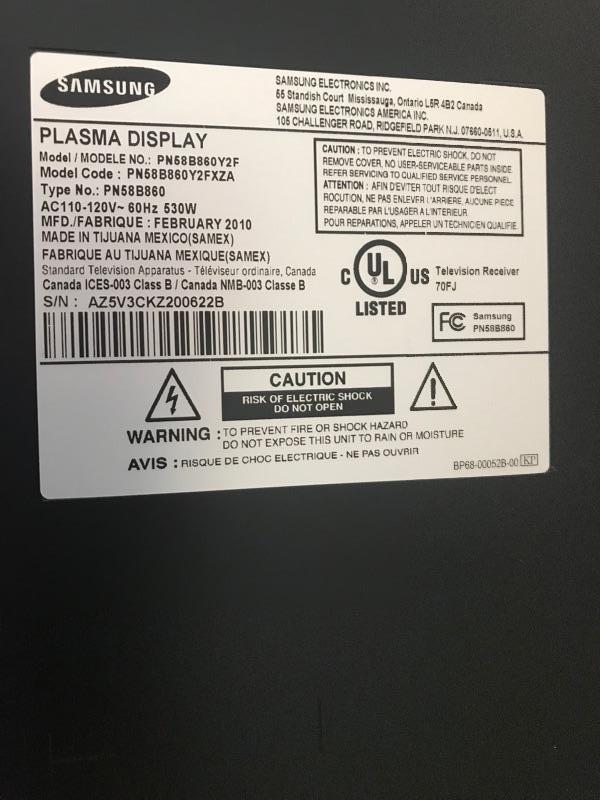 SAMSUNG
SAMSUNG ELECTRONICS INC.
55 Standish Court Mississauga, Ontario L5R 4B2 Canada
SAMSUNG ELECTRONICS AMERICA INC.
105 CHALLENGER ROAD, RIDGEFIELD PARK N.J. 07660-0511, U.S.A.
PLASMA DISPLAY
Model / MODELE NO.: PN58B860Y2F
Model Code : PN58B860Y2FXZA
Type No.: PN58B860
AC110-120V~ 60Hz 530W
MFD./FABRIQUE : FEBRUARY 2010
MADE IN TIJUANA MEXICO(SAMEX)
FABRIQUE AU TIJUANA MEXIQUE(SAMEX)
Standard Television Apparatus - Téléviseur ordinaire, Canada
Canada ICES-003 Class B / Canada NMB-003 Classe B
S/N : AZ5V3CKZ200622B
CAUTION : TO PREVENT ELECTRIC SHOCK, DO NOT
REMOVE COVER, NO USER-SERVICEABLE PARTS INSIDE.
REFER SERVICING TO QUALIFIED SERVICE PERSONNEL.
ATTENTION : AFIN D'EVITER TOUT RISQUE D'ELECT
ROCUTION, NE PAS ENLEVER L'ARRIERE, AUCUNE PIECE
REPARABLE PAR L'USAGER A L'INTERIEUR.
POUR REPARATIONS, APPELER UN TECHNICIEN QUALIFIE.
C UL US
LISTED
Television Receiver
70FJ
FC Samsung
PN58B860
CAUTION
RISK OF ELECTRIC SHOCK
DO NOT OPEN
WARNING : TO PREVENT FIRE OR SHOCK HAZARD
DO NOT EXPOSE THIS UNIT TO RAIN OR MOISTURE
AVIS : RISQUE DE CHOC ELECTRIQUE - NE PAS OUVRIR
BP68-00052B-00 KP